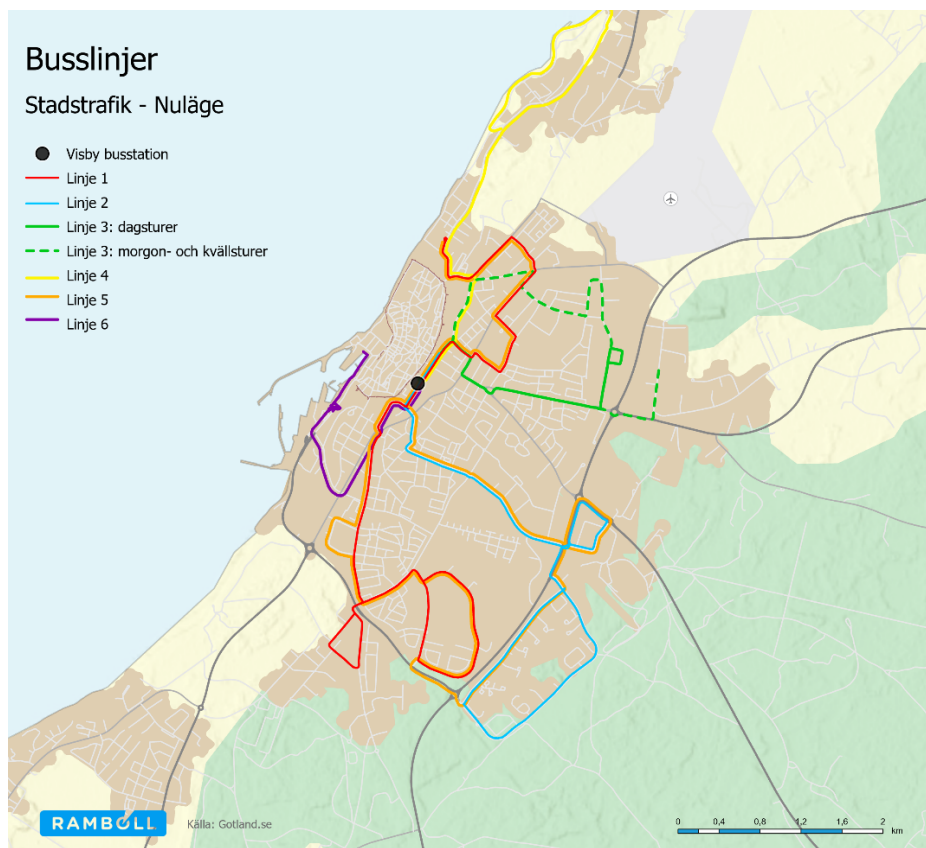 Busslinjer
Stadstrafik - Nuläge
Visby busstation
Linje 1
Linje 2
Linje 3: dagsturer
Linje 3: morgon- och kvällsturer
Linje 4
Linje 5
Linje 6
RAMBOLL
Källa: Gotland.se
0 0,4 0,8 1,2 1,6 2
km